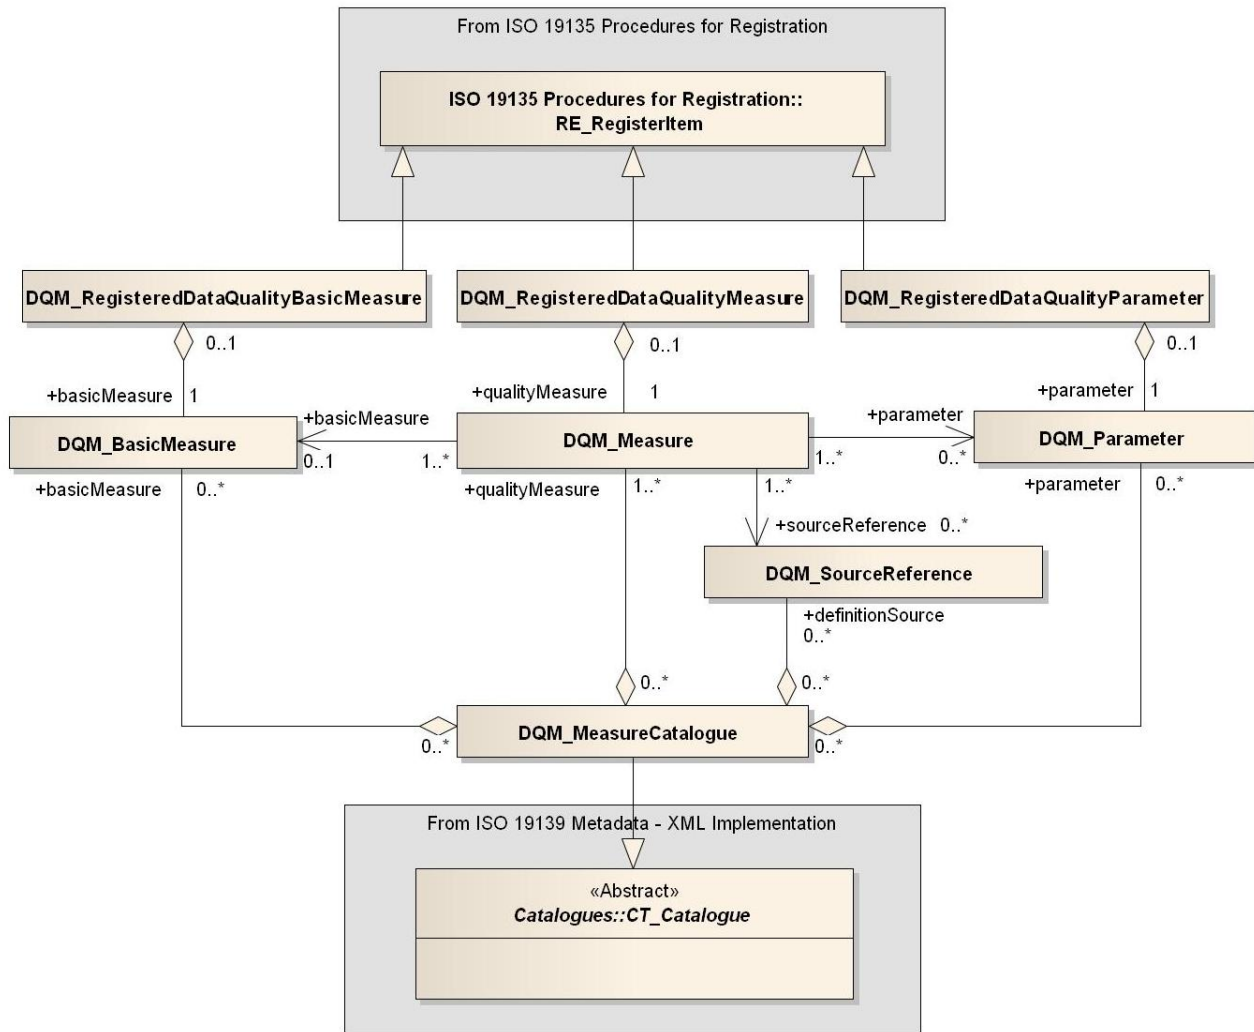 From ISO 19135 Procedures for Registration
ISO 19135 Procedures for Registration::
RE_RegisterItem
DQM_RegisteredDataQualityBasicMeasure
DQM_RegisteredDataQualityMeasure
DQM_RegisteredDataQualityParameter
0..1
0..1
0..1
+basicMeasure 1
+qualityMeasure 1
+parameter 1
DQM_BasicMeasure
+basicMeasure
0..1
1..*
DQM_Measure
+parameter
1..*
0..*
DQM_Parameter
+basicMeasure 0..*
+qualityMeasure 1..*
1..*
+parameter 0..*
+sourceReference 0..*
DQM_SourceReference
+definitionSource
0..*
0..*
0..*
DQM_MeasureCatalogue
0..*
0..*
From ISO 19139 Metadata - XML Implementation
«Abstract»
Catalogues::CT_Catalogue